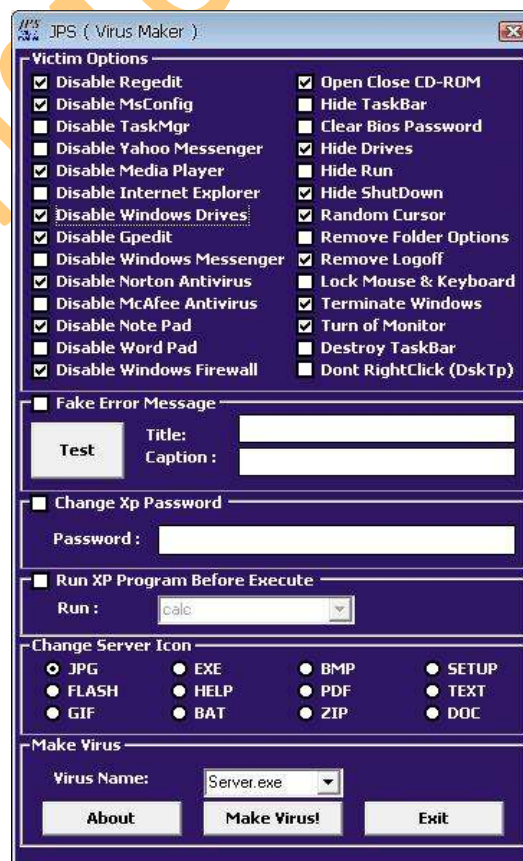 JPS ( Virus Maker )
Victim Options
Disable Regedit
Disable MsConfig
Disable TaskMgr
Disable Yahoo Messenger
Disable Media Player
Disable Internet Explorer
Disable Windows Drives
Disable Gpedit
Disable Windows Messenger
Disable Norton Antivirus
Disable McAfee Antivirus
Disable Note Pad
Disable Word Pad
Disable Windows Firewall
Open Close CD-ROM
Hide TaskBar
Clear Bios Password
Hide Drives
Hide Run
Hide ShutDown
Random Cursor
Remove Folder Options
Remove Logoff
Lock Mouse & Keyboard
Terminate Windows
Turn of Monitor
Destroy TaskBar
Dont RightClick (DskTp)
Fake Error Message
Test
Title:
Caption :
Change Xp Password
Password :
Run XP Program Before Execute
Run :
calc
Change Server Icon
JPG EXE BMP SETUP
FLASH HELP PDF TEXT
GIF BAT ZIP DOC
Make Virus
Virus Name:
Server.exe
About Make Virus! Exit